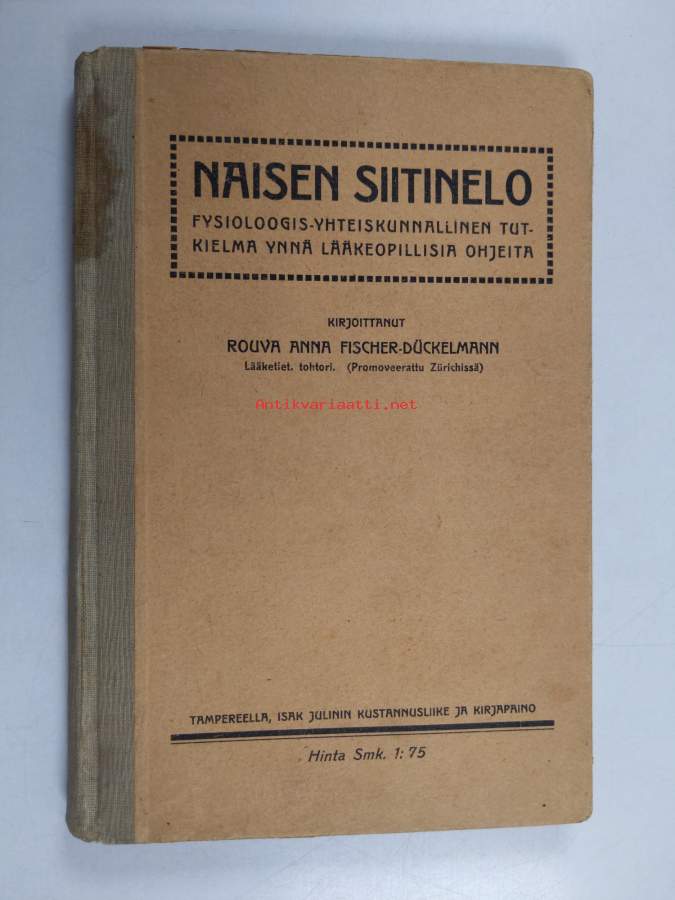 NAISEN SIITINELO
FYSIOLOOGIS-YHTEISKUNNALLINEN TUT-
KIELMA YNNÄ LÄÄKEOPILLISIA OHJEITA
KIRJOITTANUT
ROUVA ANNA FISCHER-DÜCKELMANN
Lääketiet. tohtori. (Promoveerattu Zürichissä)
Antikvariaatti.net
TAMPEREELLA, ISAK JULININ KUSTANNUSLIIKE JA KIRJAPAINO
Hinta Smk. 1:75